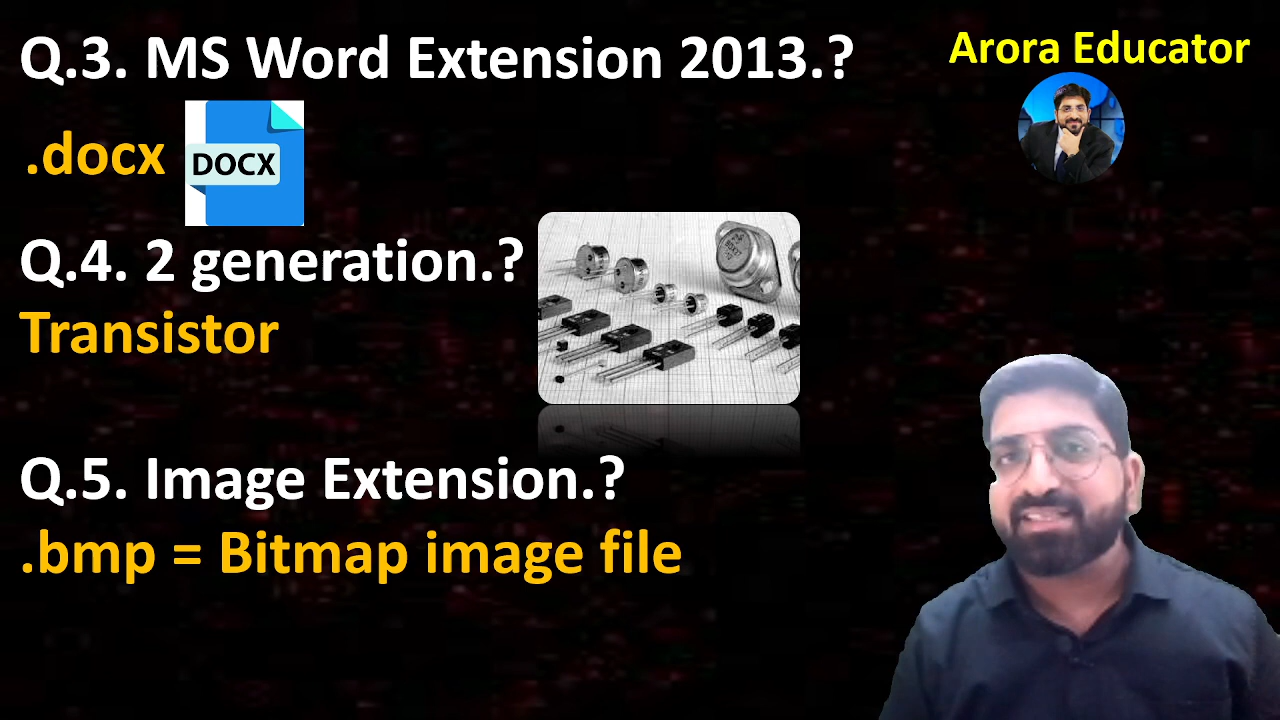 Q.3. MS Word Extension 2013.?
Arora Educator
.docx
DOCX
Q.4. 2 generation.?
Transistor
Q.5. Image Extension.?
.bmp = Bitmap image file